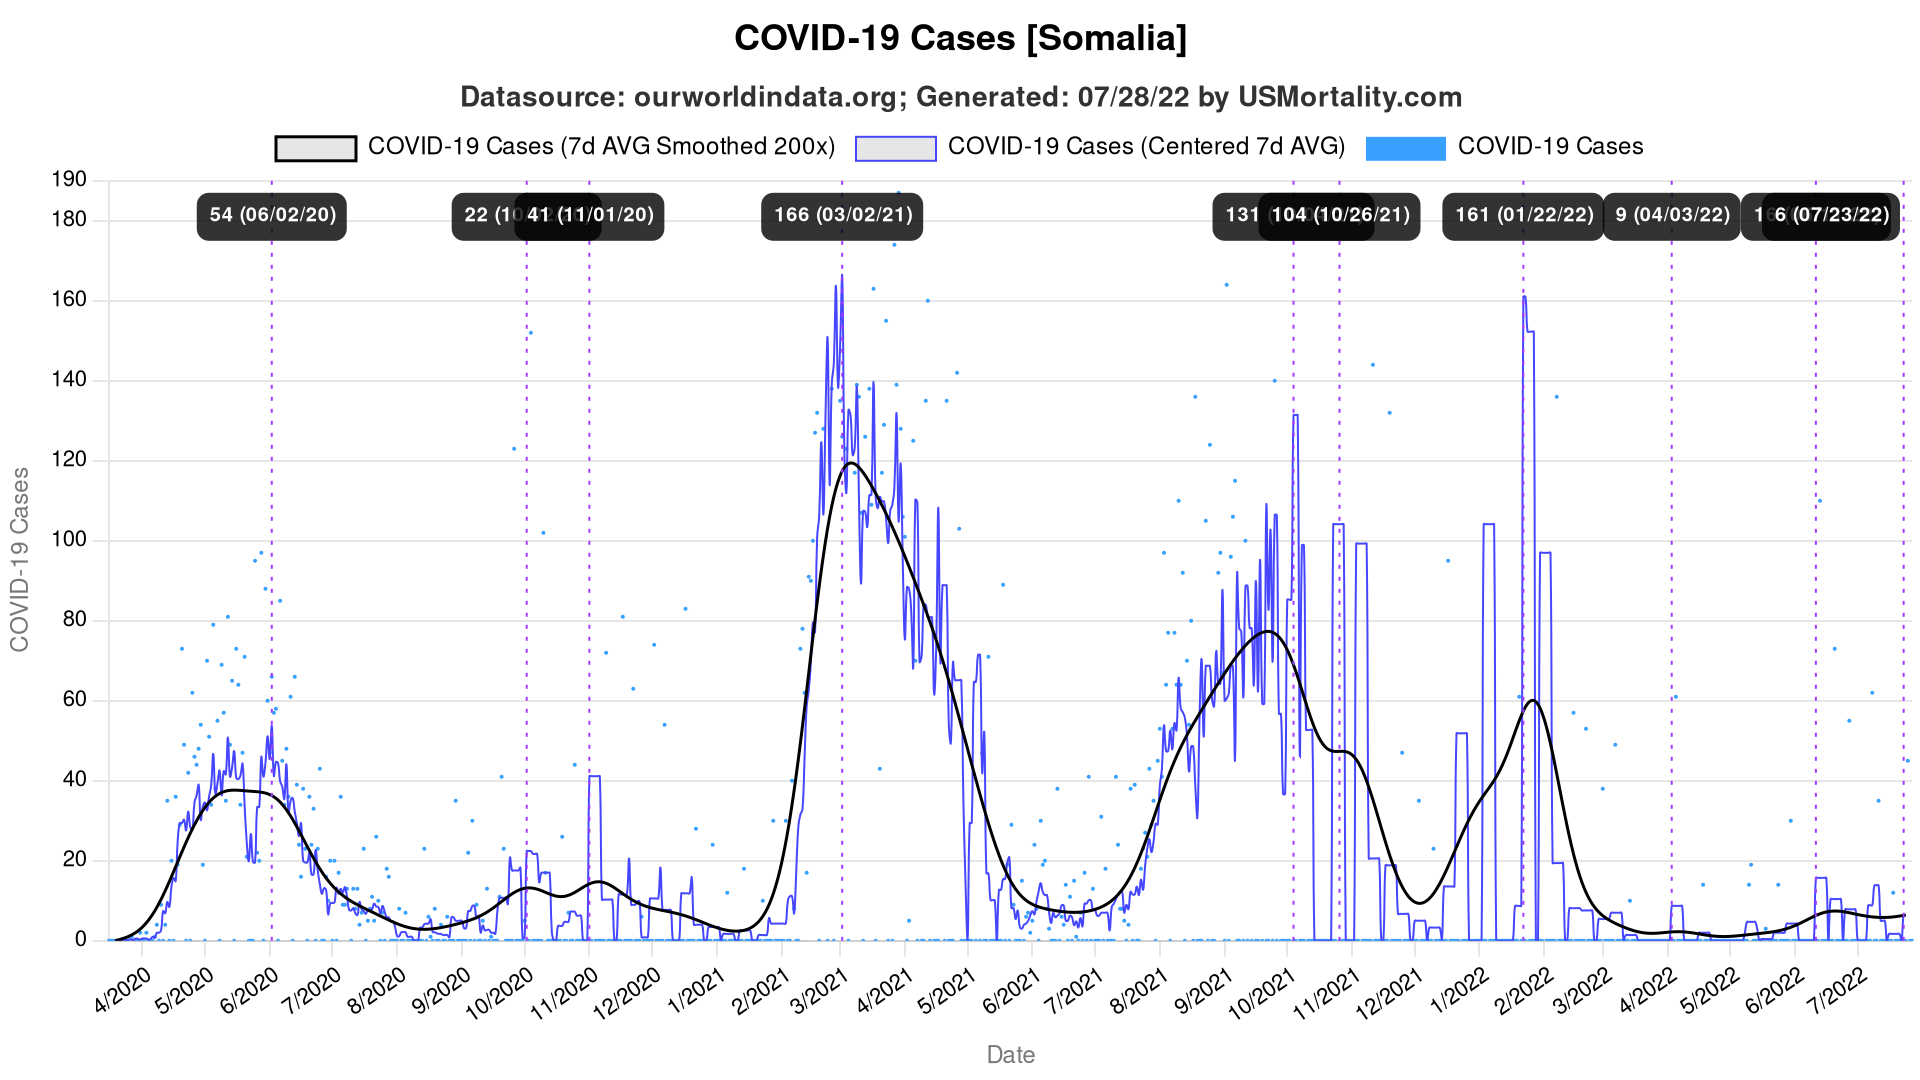 COVID-19 Cases [Somalia]
Datasource: ourworldindata.org; Generated: 07/28/22 by USMortality.com
COVID-19 Cases (7d AVG Smoothed 200x) COVID-19 Cases (Centered 7d AVG) COVID-19 Cases
190
54 (06/02/20) 22 41 (11/01/20) 166 (03/02/21) 131 104 (10/26/21) 161 (01/22/22) 9 (04/03/22) 6 (07/23/22)
180
160
140
120
100
80
60
40
20
0
COVID-19 Cases
4/2020 5/2020 6/2020 7/2020 8/2020 9/2020 10/2020 11/2020 12/2020 1/2021 2/2021 3/2021 4/2021 5/2021 6/2021 7/2021 8/2021 9/2021 10/2021 11/2021 12/2021 1/2022 2/2022 3/2022 4/2022 5/2022 6/2022 7/2022
Date